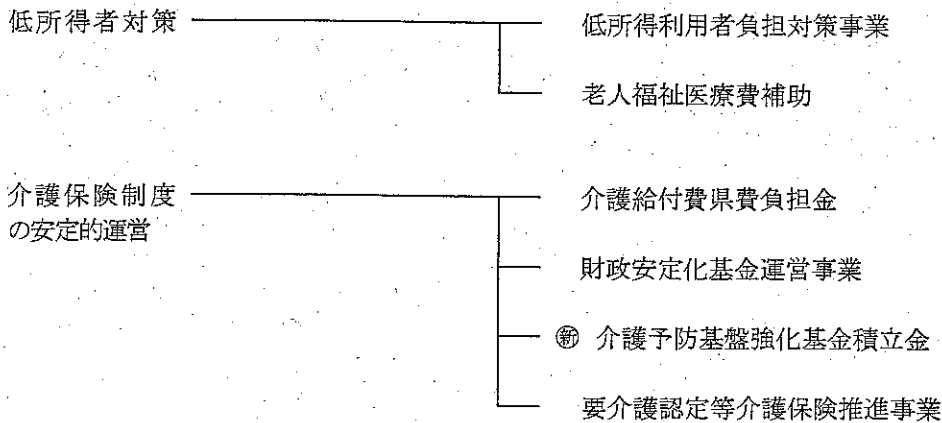 低所得者対策
低所得利用者負担対策事業
老人福祉医療費補助
介護保険制度
の安定的運営
介護給付費県費負担金
財政安定化基金運営事業
㊟新 介護予防基盤強化基金積立金
要介護認定等介護保険推進事業